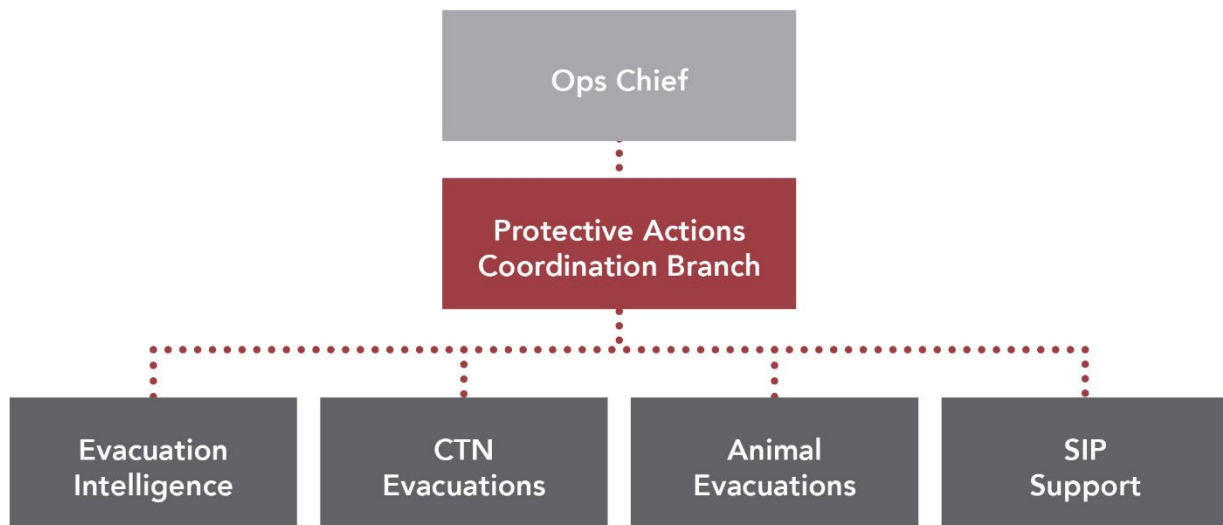 Ops Chief
Protective Actions
Coordination Branch
Evacuation
Intelligence
CTN
Evacuations
Animal
Evacuations
SIP
Support